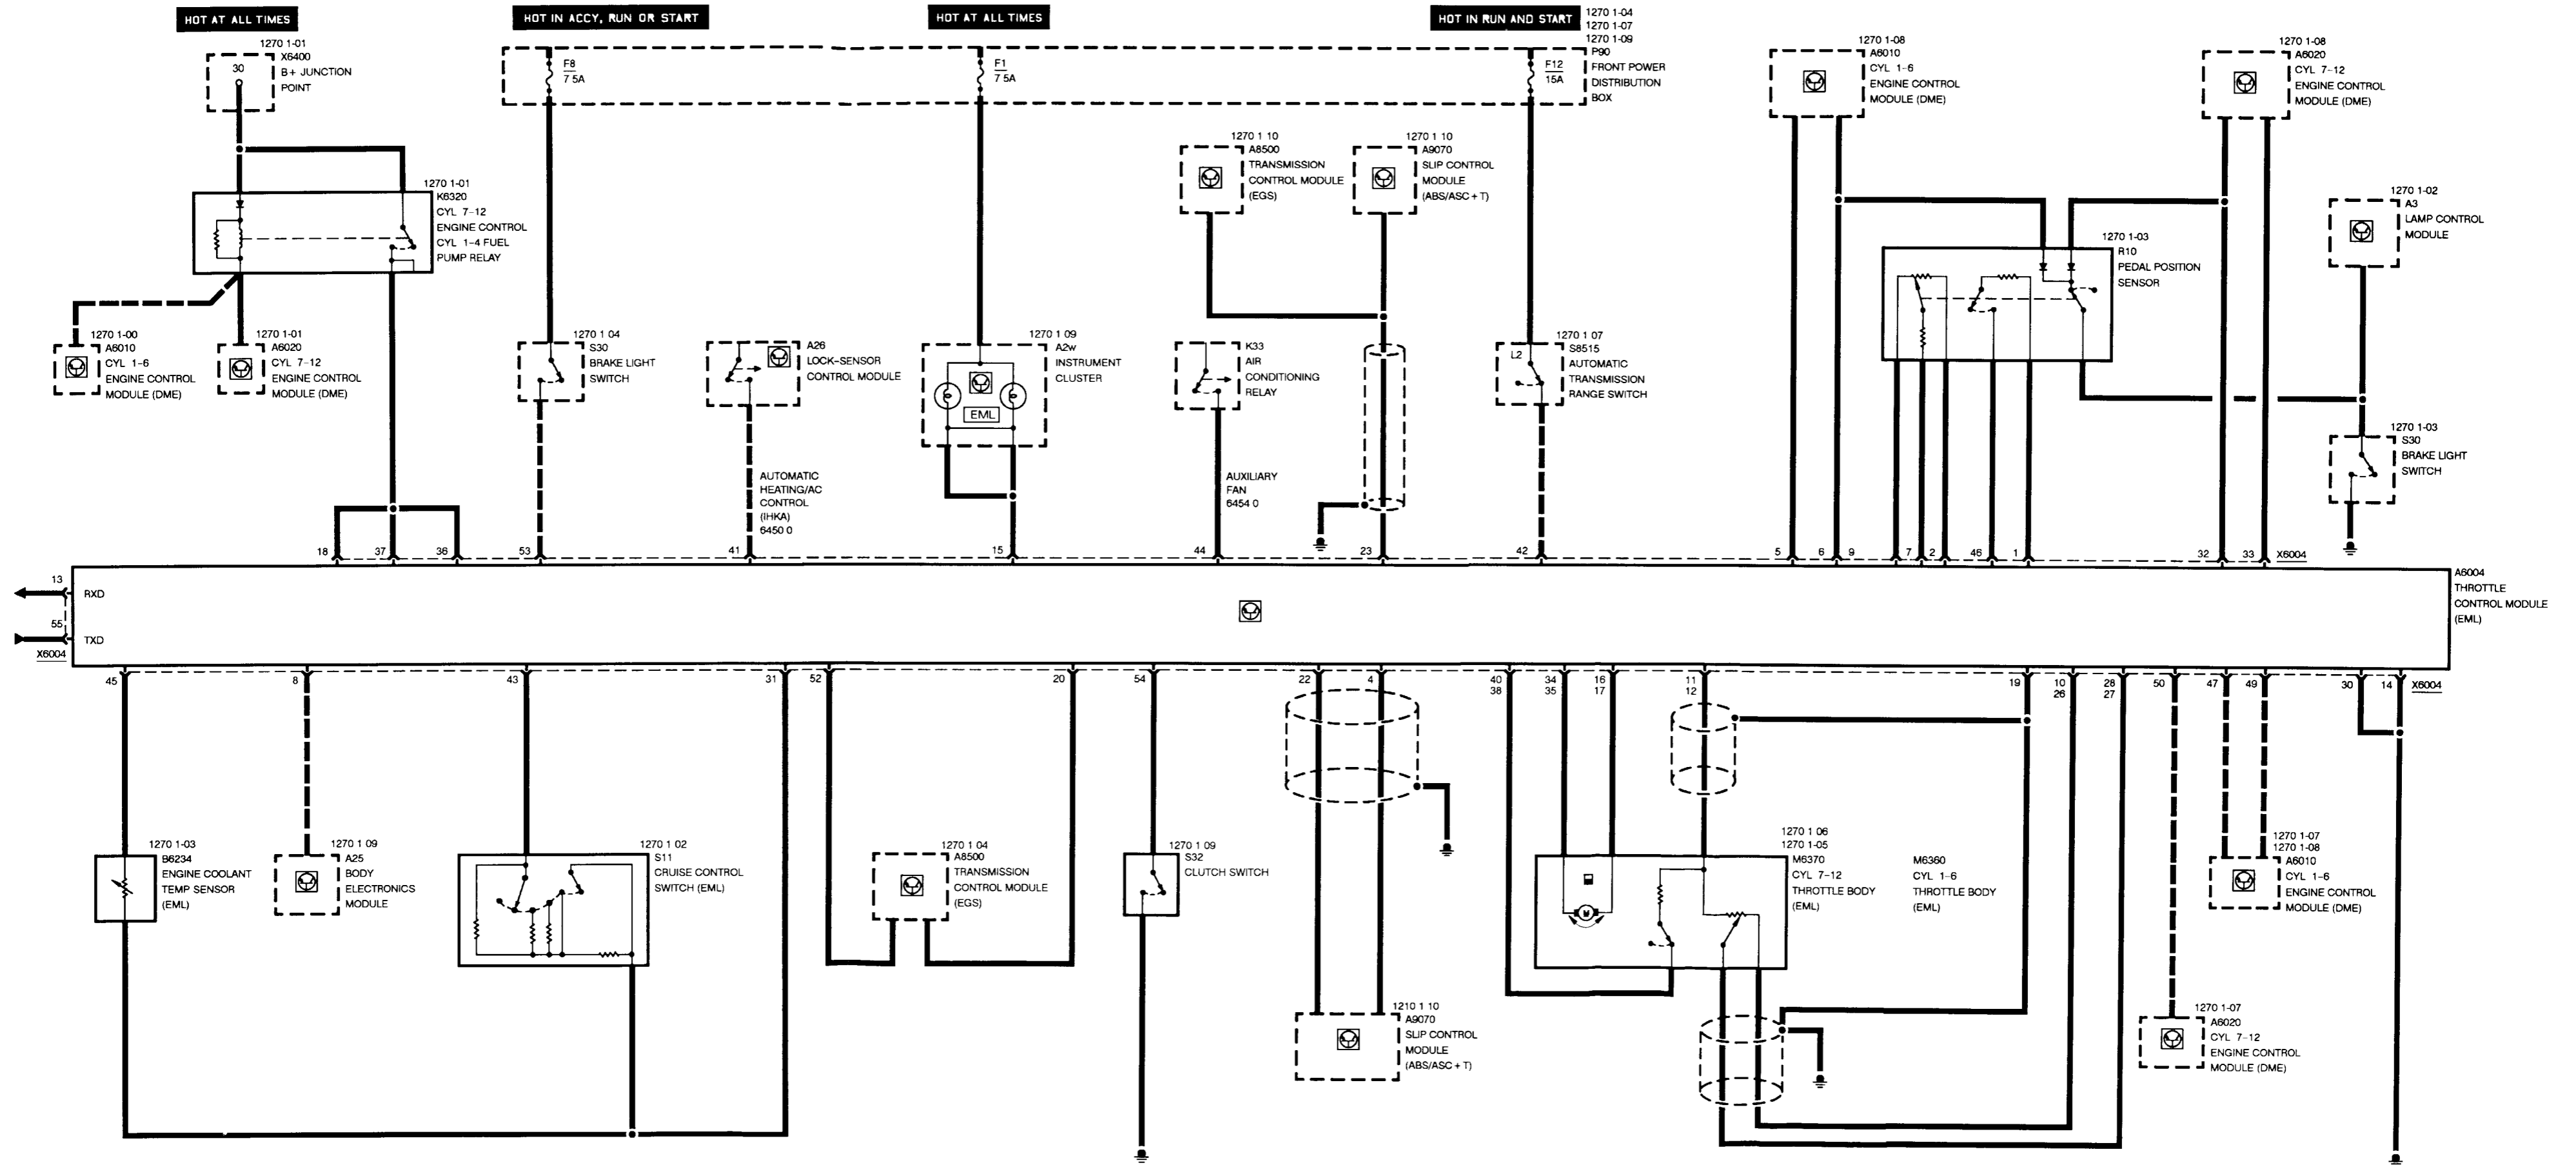 HOT AT ALL TIMES
HOT IN ACCY, RUN OR START
HOT AT ALL TIMES
HOT IN RUN AND START
1270 1-01
X6400
B+ JUNCTION
POINT
30
F8
7 5A
F1
7 5A
F12
15A
1270 1-04
1270 1-07
1270 1-09
P90
FRONT POWER
DISTRIBUTION
BOX
1270 1-08
A6010
CYL 1-6
ENGINE CONTROL
MODULE (DME)
1270 1-08
A6020
CYL 7-12
ENGINE CONTROL
MODULE (DME)
1270 1 10
A8500
TRANSMISSION
CONTROL MODULE
(EGS)
1270 1 10
A9070
SLIP CONTROL
MODULE
(ABS/ASC + T)
1270 1-01
K6320
CYL 7-12
ENGINE CONTROL
CYL 1-4 FUEL
PUMP RELAY
1270 1-02
A3
LAMP CONTROL
MODULE
1270 1-03
R10
PEDAL POSITION
SENSOR
1270 1-00
A6010
CYL 1-6
ENGINE CONTROL
MODULE (DME)
1270 1-01
A6020
CYL 7-12
ENGINE CONTROL
MODULE (DME)
1270 1 04
S30
BRAKE LIGHT
SWITCH
A26
LOCK-SENSOR
CONTROL MODULE
1270 1 09
A2w
INSTRUMENT
CLUSTER
EML
K33
AIR
CONDITIONING
RELAY
1270 1 07
S8515
AUTOMATIC
TRANSMISSION
RANGE SWITCH
L2
1270 1-03
S30
BRAKE LIGHT
SWITCH
AUTOMATIC
HEATING/AC
CONTROL
(IHKA)
6450 0
AUXILIARY
FAN
6454 0
18 37 36 53 41 15 44 23 42 5 6 9 7 2 46 1 32 33 X6004
13
RXD
55
TXD
X6004
A6004
THROTTLE
CONTROL MODULE
(EML)
45 8 43 31 52 20 54 22 4 40 34 16 11 19 10 28 50 47 49 30 14 X6004
38 35 17 12 26 27
1270 1-03
B6234
ENGINE COOLANT
TEMP SENSOR
(EML)
1270 1 09
A25
BODY
ELECTRONICS
MODULE
1270 1 02
S11
CRUISE CONTROL
SWITCH (EML)
1270 1 04
A8500
TRANSMISSION
CONTROL MODULE
(EGS)
1270 1 09
S32
CLUTCH SWITCH
1270 1 06
1270 1-05
M6370
CYL 7-12
THROTTLE BODY
(EML)
M
M6360
CYL 1-6
THROTTLE BODY
(EML)
1270 1-07
1270 1-08
A6010
CYL 1-6
ENGINE CONTROL
MODULE (DME)
1210 1 10
A9070
SLIP CONTROL
MODULE
(ABS/ASC + T)
1270 1-07
A6020
CYL 7-12
ENGINE CONTROL
MODULE (DME)